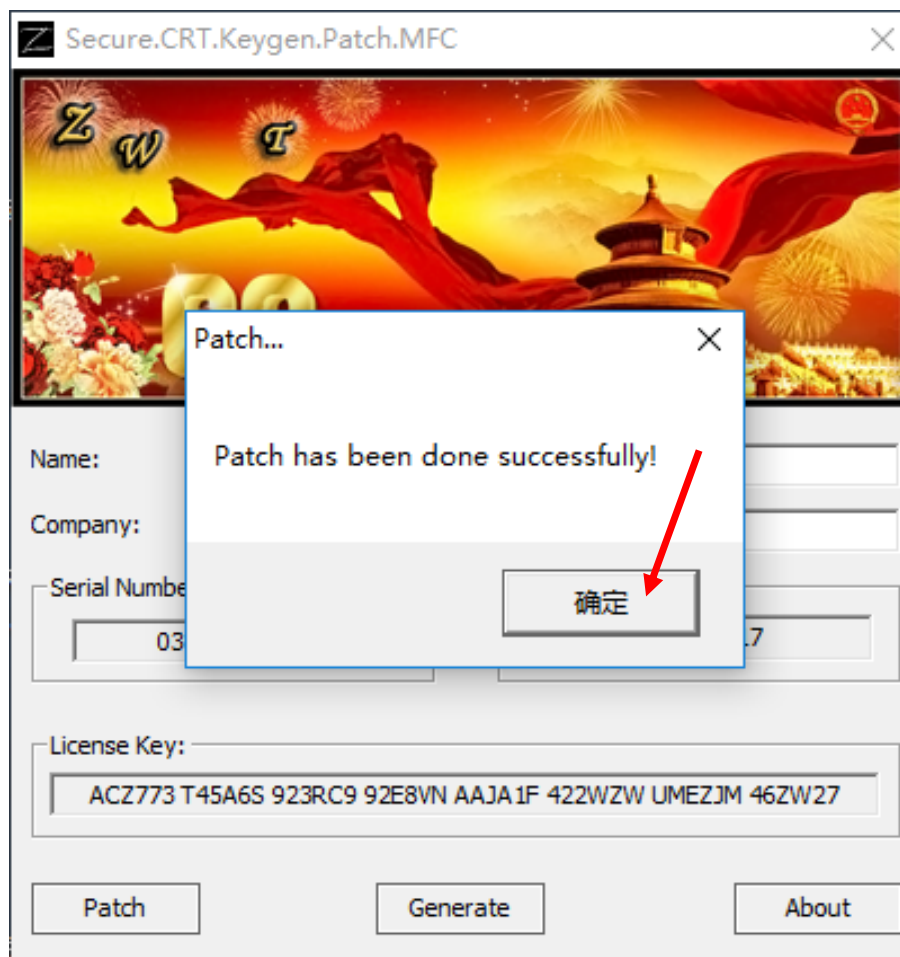 Secure.CRT.Keygen.Patch.MFC
Z W T
Patch...
Patch has been done successfully!
确定
Name:
Company:
Serial Numbe
03
License Key:
ACZ773 T45A6S 923RC9 92E8VN AAJA1F 422WZW UMEZJM 46ZW27
Patch
Generate
About